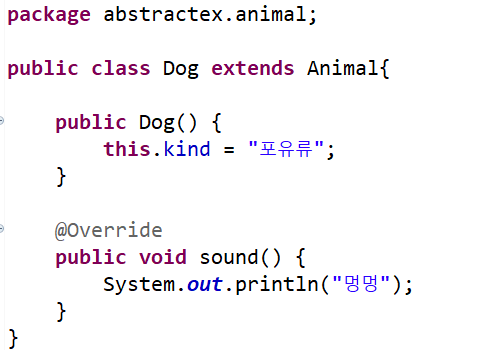 package abstractex.animal;
public class Dog extends Animal{
public Dog() {
this.kind = "포유류";
}
@Override
public void sound() {
System.out.println("멍멍");
}
}